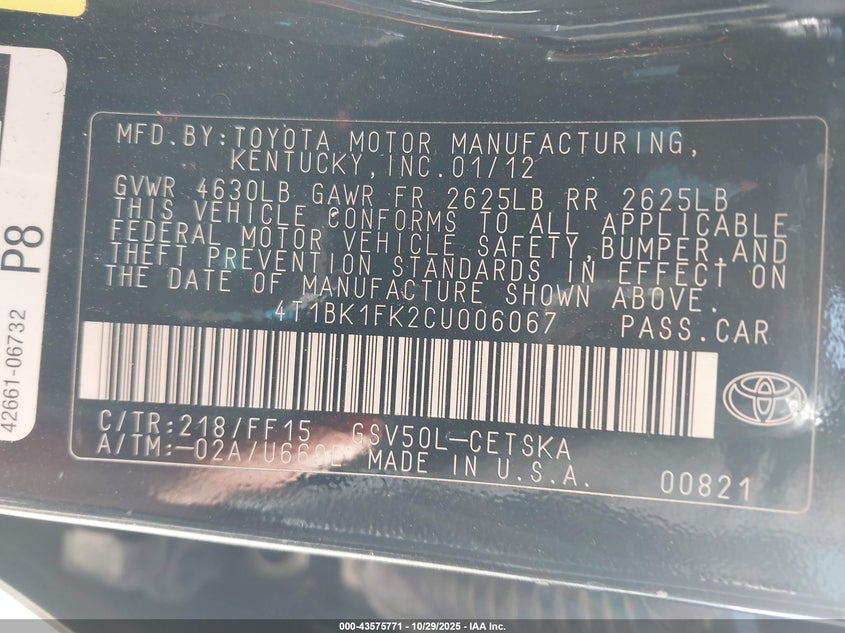 MFD.BY:TOYOTA MOTOR MANUFACTURING,
KENTUCKY,INC.01/12
GVWR 4630LB GAWR FR 2625LB RR 2625LB
THIS VEHICLE CONFORMS TO ALL APPLICABLE
FEDERAL MOTOR VEHICLE SAFETY,BUMPER,AND
THEFT PREVENTION STANDARDS IN EFFECT ON
THE DATE OF MANUFACTURE SHOWN ABOVE.
4T1BK1FK2CU006067 PASS.CAR
C/TR:218/FF15 GSV50L-CETSKA
A/TM:-02A/U660E MADE IN U.S.A.
00821
42661-06732 P8
000-43575771 - 10/29/2025 - IAA Inc.